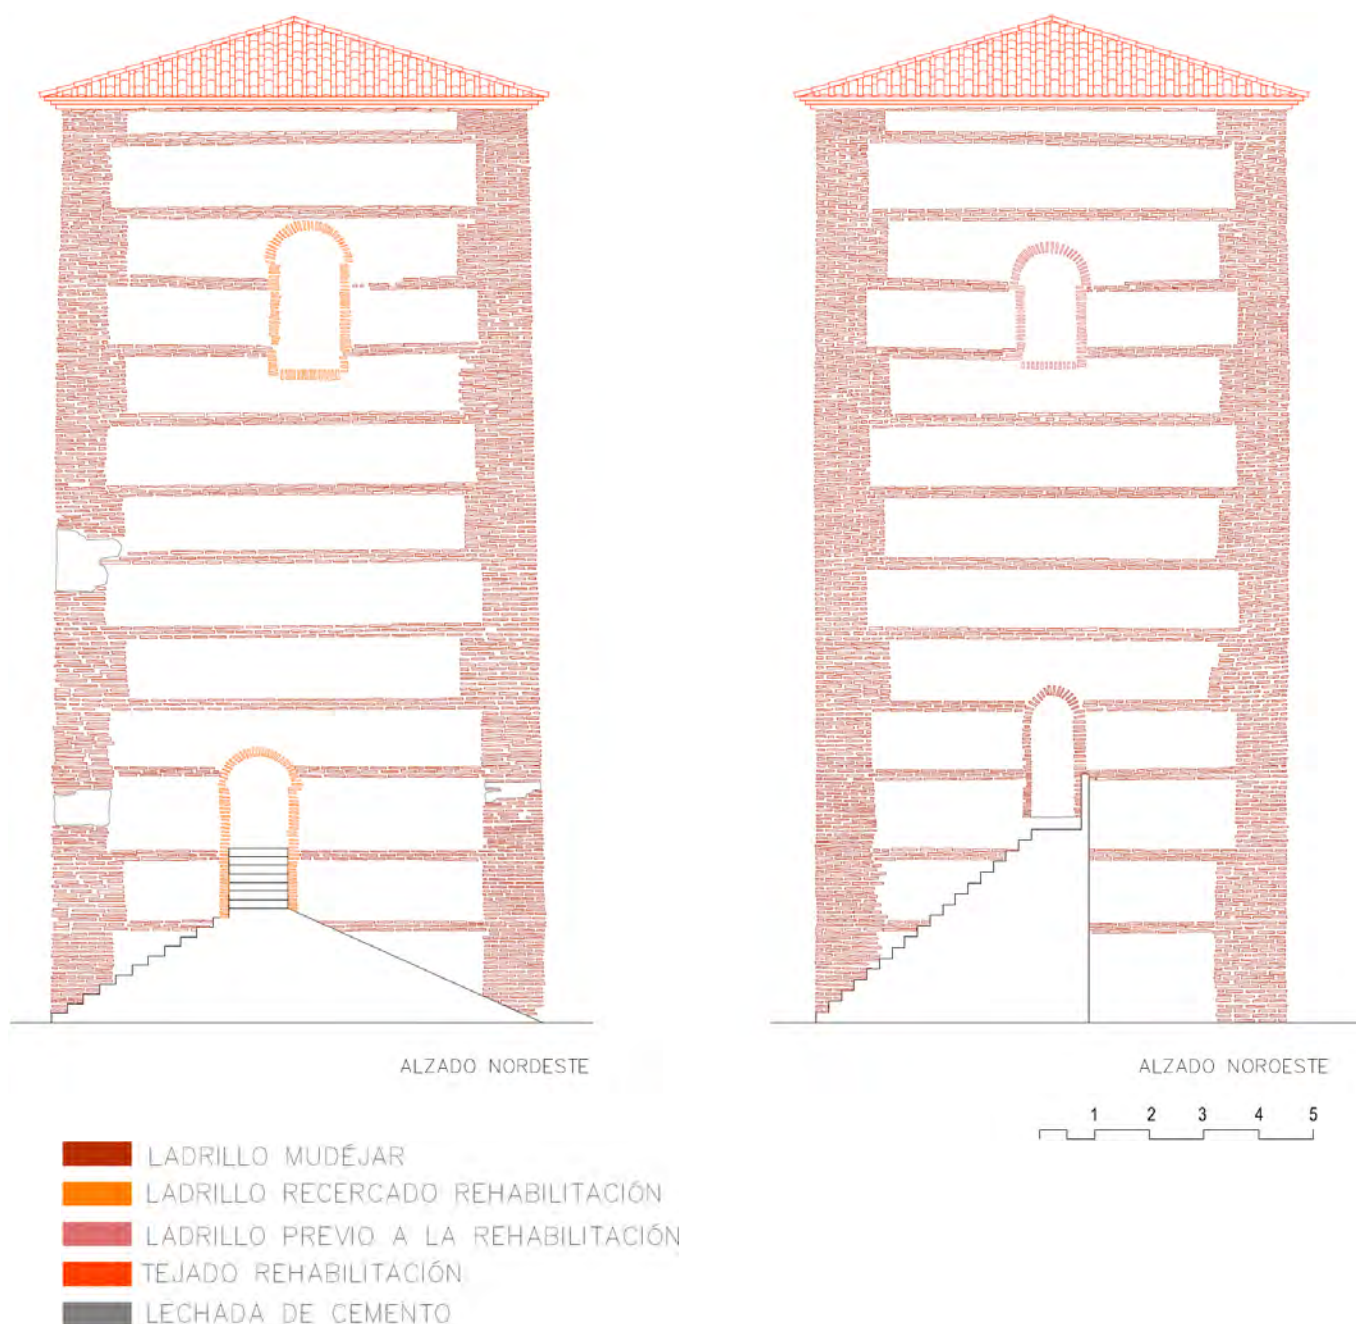 ALZADO NORDESTE
ALZADO NOROESTE
1 2 3 4 5
LADRILLO MUDÉJAR
LADRILLO RECERCADO REHABILITACIÓN
LADRILLO PREVIO A LA REHABILITACIÓN
TEJADO REHABILITACIÓN
LECHADA DE CEMENTO